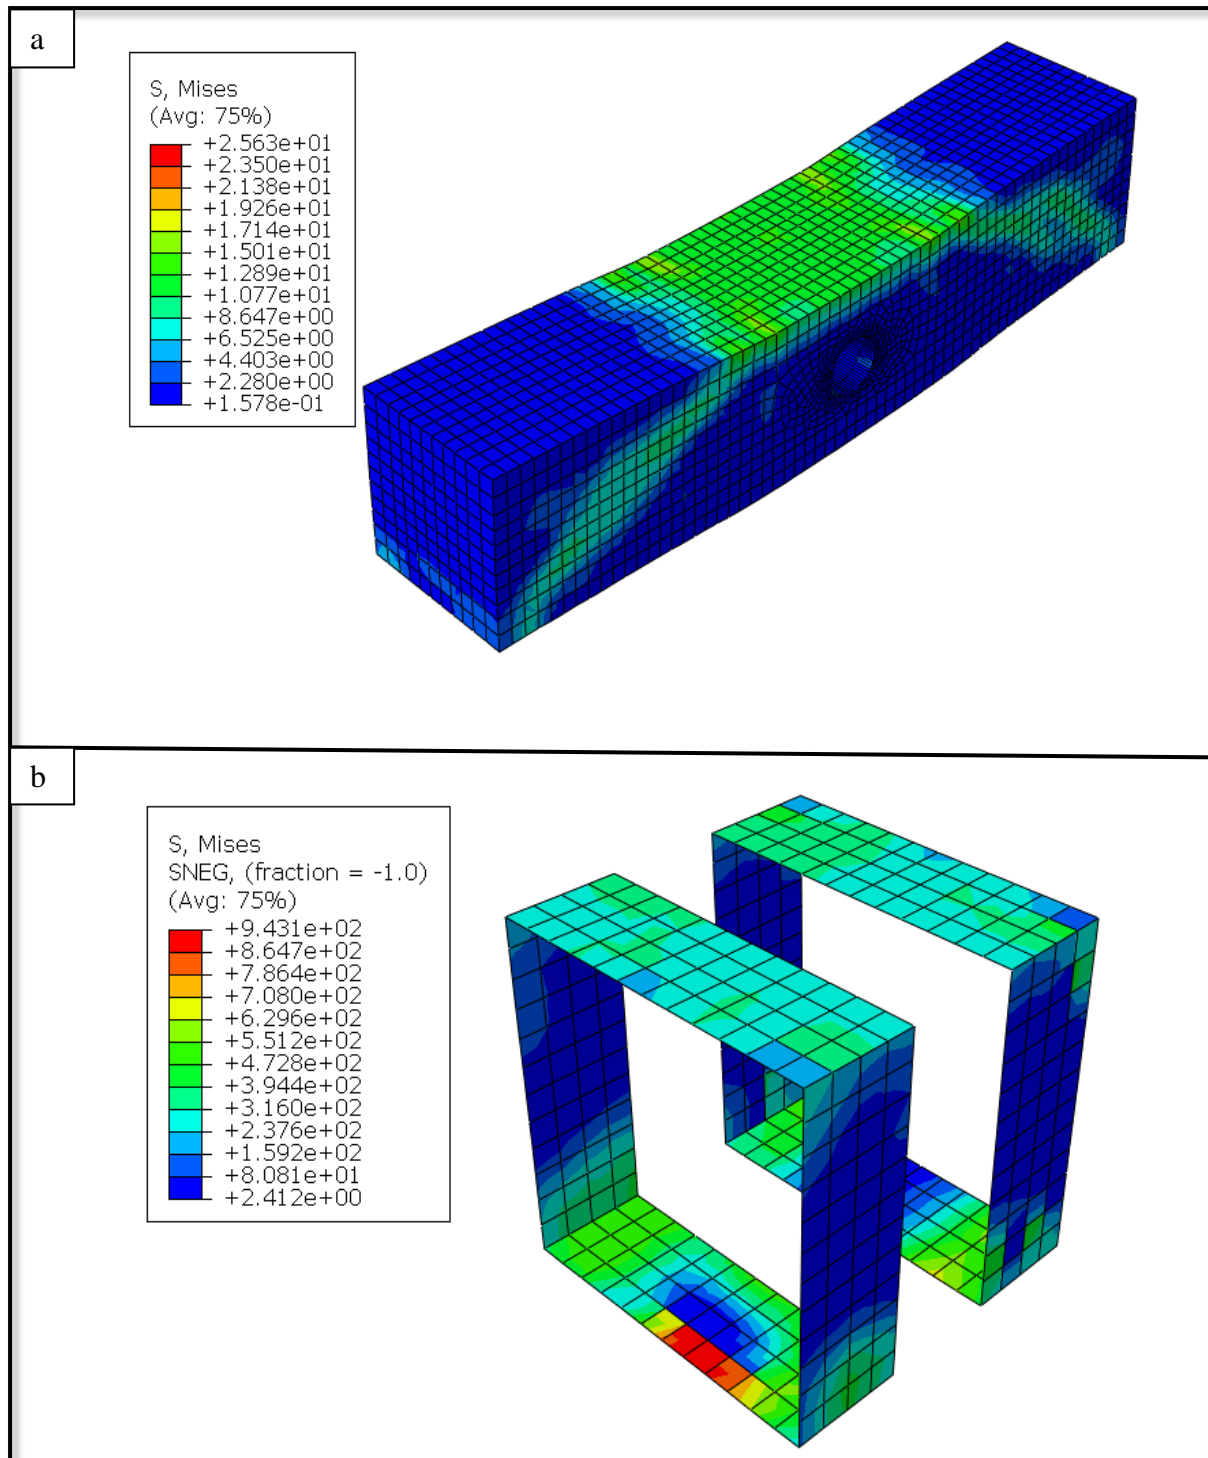 a
S, Mises
(Avg: 75%)
+2.563e+01
+2.350e+01
+2.138e+01
+1.926e+01
+1.714e+01
+1.501e+01
+1.289e+01
+1.077e+01
+8.647e+00
+6.525e+00
+4.403e+00
+2.280e+00
+1.578e-01
b
S, Mises
SNEG, (fraction = -1.0)
(Avg: 75%)
+9.431e+02
+8.647e+02
+7.864e+02
+7.080e+02
+6.296e+02
+5.512e+02
+4.728e+02
+3.944e+02
+3.160e+02
+2.376e+02
+1.592e+02
+8.081e+01
+2.412e+00